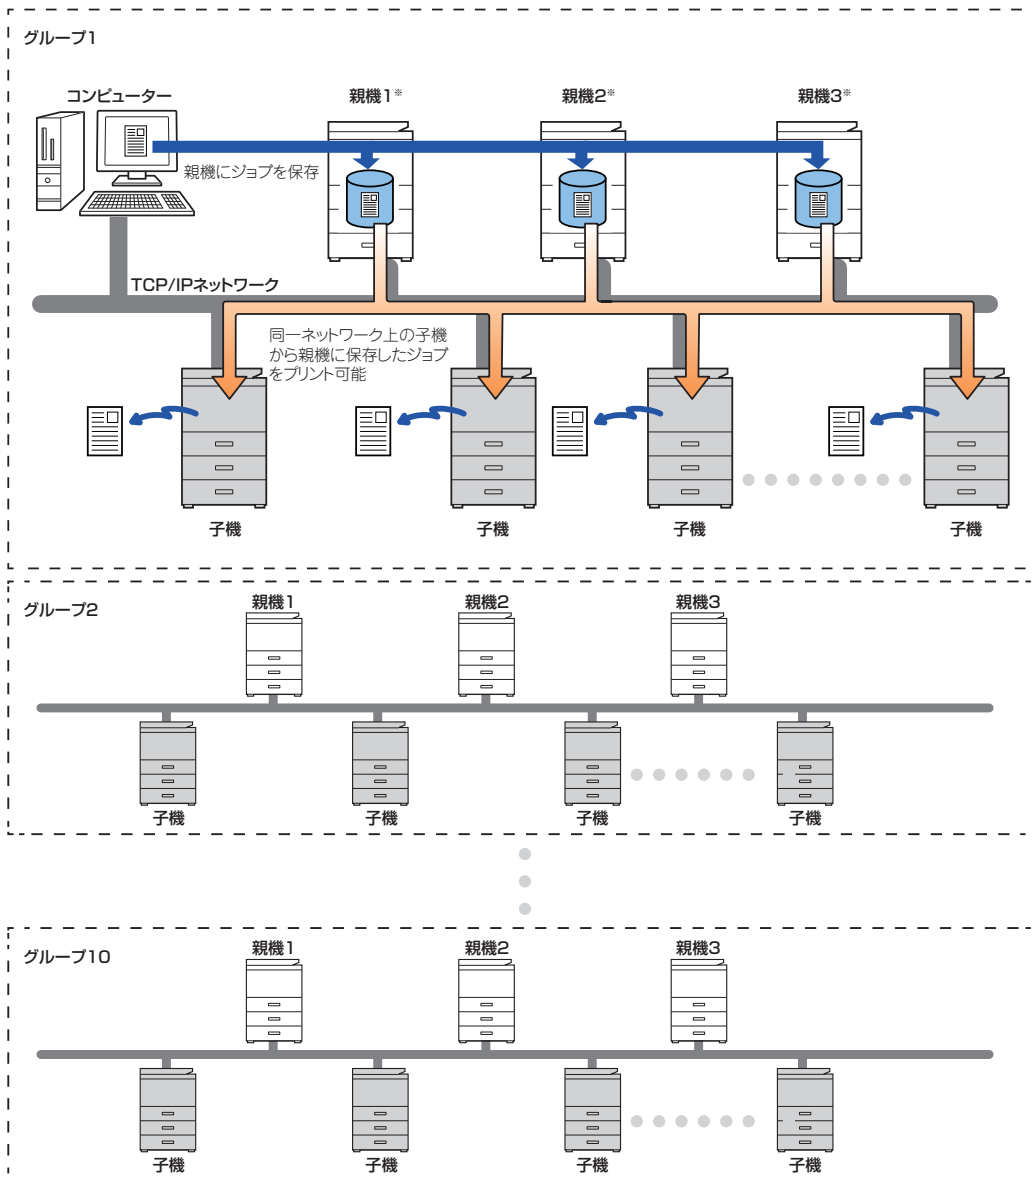 グループ1
コンピューター
親機1※
親機2※
親機3※
親機にジョブを保存
TCP/IPネットワーク
同一ネットワーク上の子機
から親機に保存したジョブ
をプリント可能
子機
子機
子機
子機
グループ2
親機1
親機2
親機3
子機
子機
子機
子機
グループ10
親機1
親機2
親機3
子機
子機
子機
子機